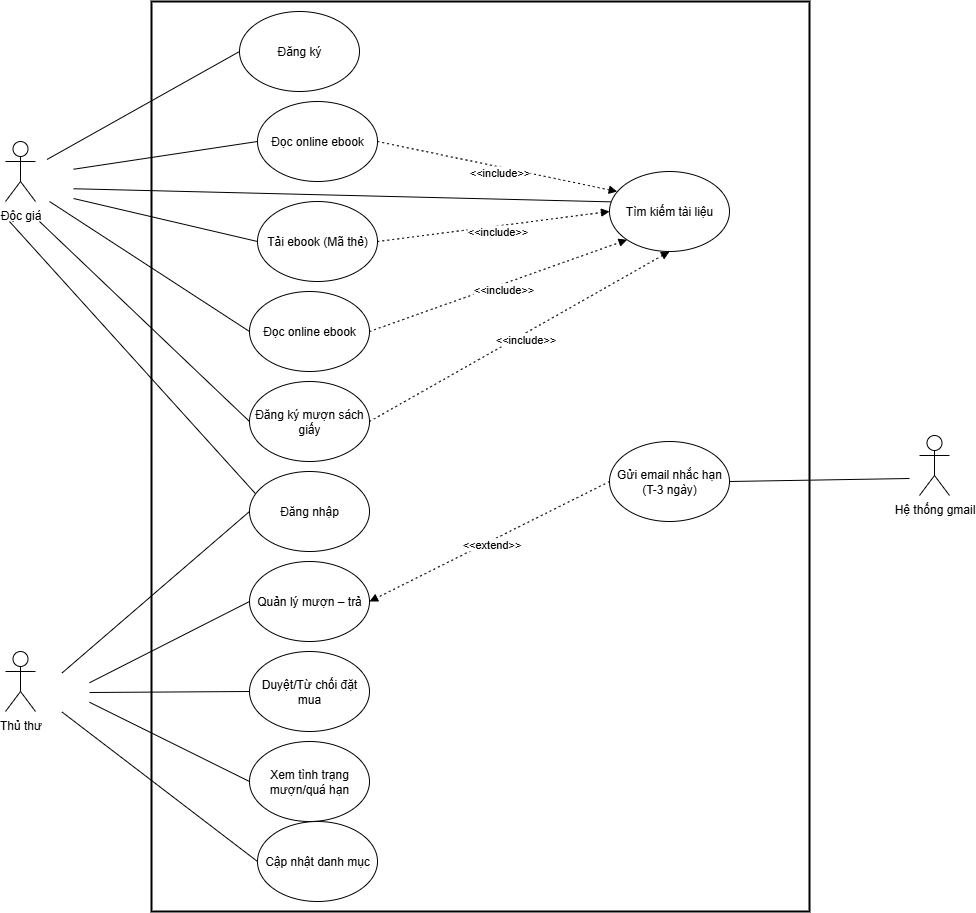 Đăng ký
Đọc online ebook
<<include>>
Độc giả
Tìm kiếm tài liệu
Tải ebook (Mã thẻ)
<<include>>
<<include>>
Đọc online ebook
<<include>>
Đăng ký mượn sách
giấy
Gửi email nhắc hạn
(T-3 ngày)
Hệ thống gmail
Đăng nhập
<<extend>>
Quản lý mượn – trả
Thủ thư
Duyệt/Từ chối đặt
mua
Xem tình trạng
mượn/quá hạn
Cập nhật danh mục